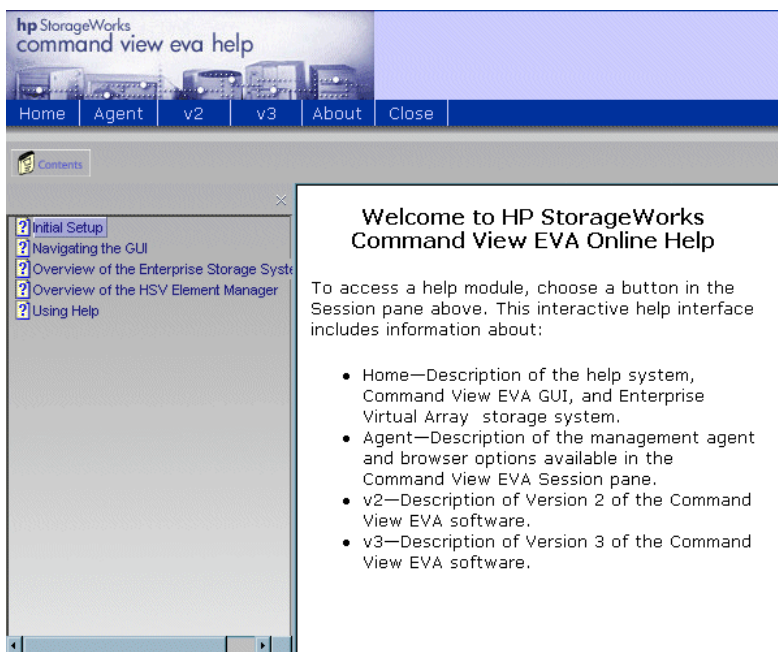 hp StorageWorks
command view eva help
Home Agent v2 v3 About Close
Contents
Initial Setup
Navigating the GUI
Overview of the Enterprise Storage Syste
Overview of the HSV Element Manager
Using Help
Welcome to HP StorageWorks
Command View EVA Online Help
To access a help module, choose a button in the
Session pane above. This interactive help interface
includes information about:
• Home—Description of the help system,
Command View EVA GUI, and Enterprise
Virtual Array storage system.
• Agent—Description of the management agent
and browser options available in the
Command View EVA Session pane.
• v2—Description of Version 2 of the Command
View EVA software.
• v3—Description of Version 3 of the Command
View EVA software.